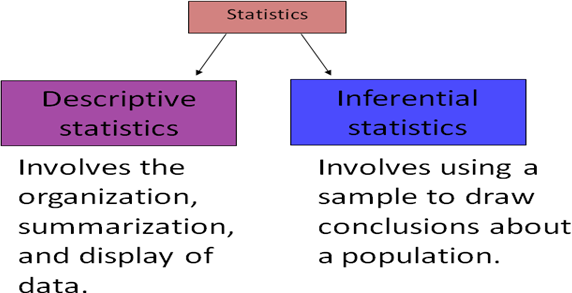 Statistics
Descriptive
statistics
Involves the
organization,
summarization,
and display of
data.
Inferential
statistics
Involves using a
sample to draw
conclusions about
a population.